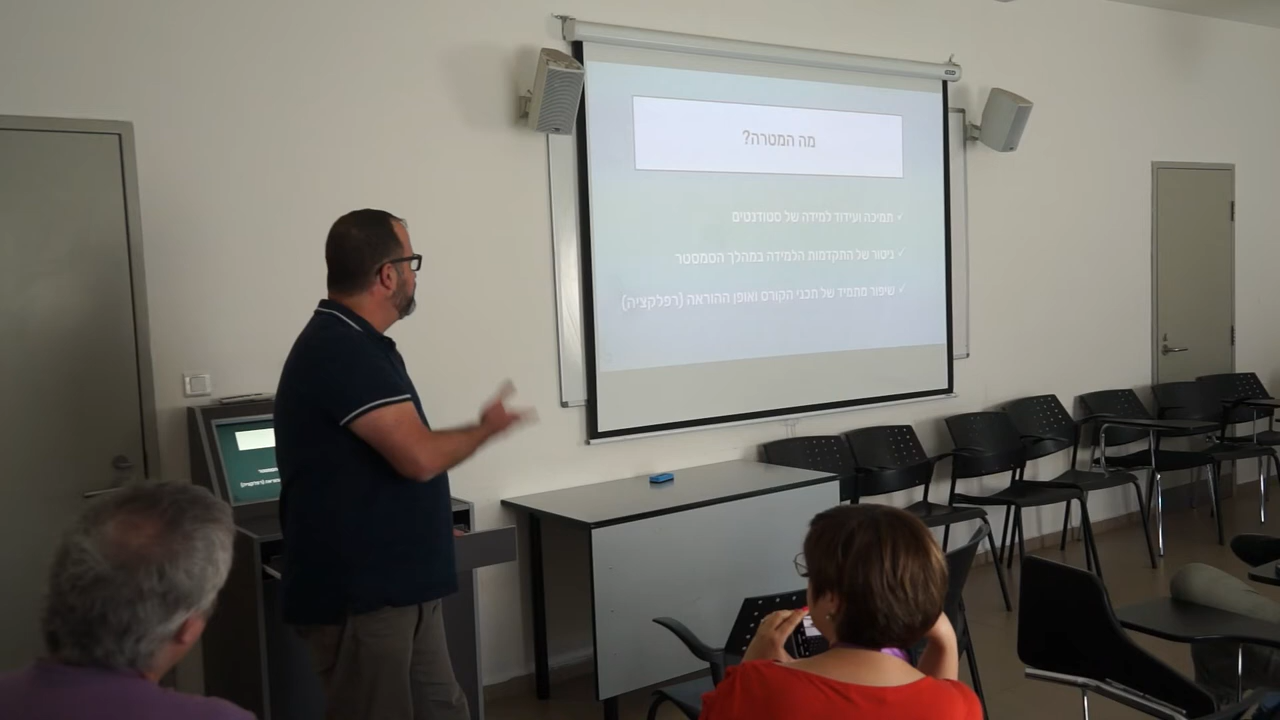 מה המטרה?
✓ תמיכה ועידוד למידה של סטודנטים
✓ ניטור של התקדמות הלמידה במהלך הסמסטר
✓ שיפור מתמיד של תכני הקורס ואופן ההוראה (רפלקציה)